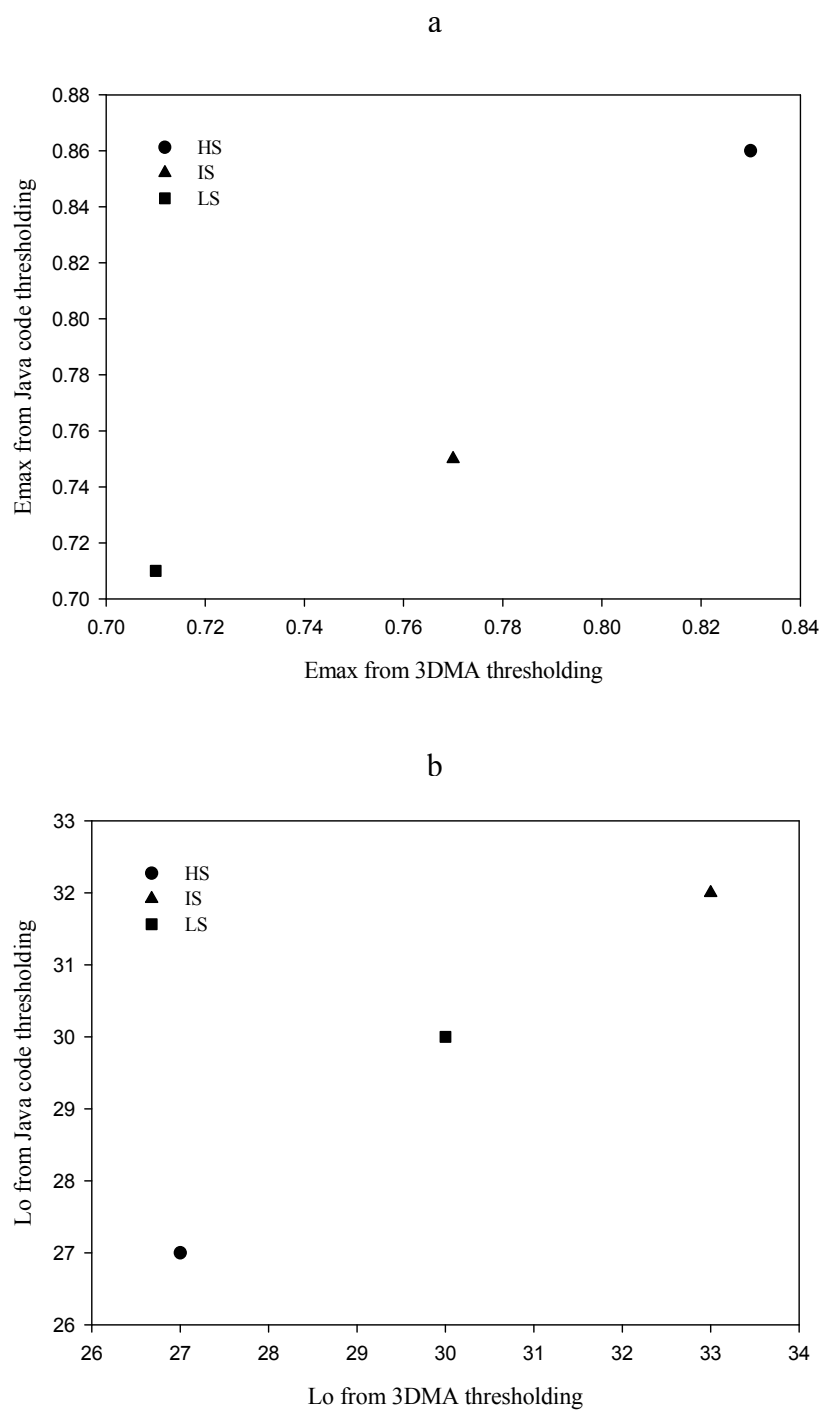 a
0.88
0.86
0.84
0.82
0.80
0.78
0.76
0.74
0.72
0.70
Emax from Java code thresholding
HS
IS
LS
0.70 0.72 0.74 0.76 0.78 0.80 0.82 0.84
Emax from 3DMA thresholding
b
33
32
31
30
29
28
27
26
Lo from Java code thresholding
HS
IS
LS
26 27 28 29 30 31 32 33 34
Lo from 3DMA thresholding